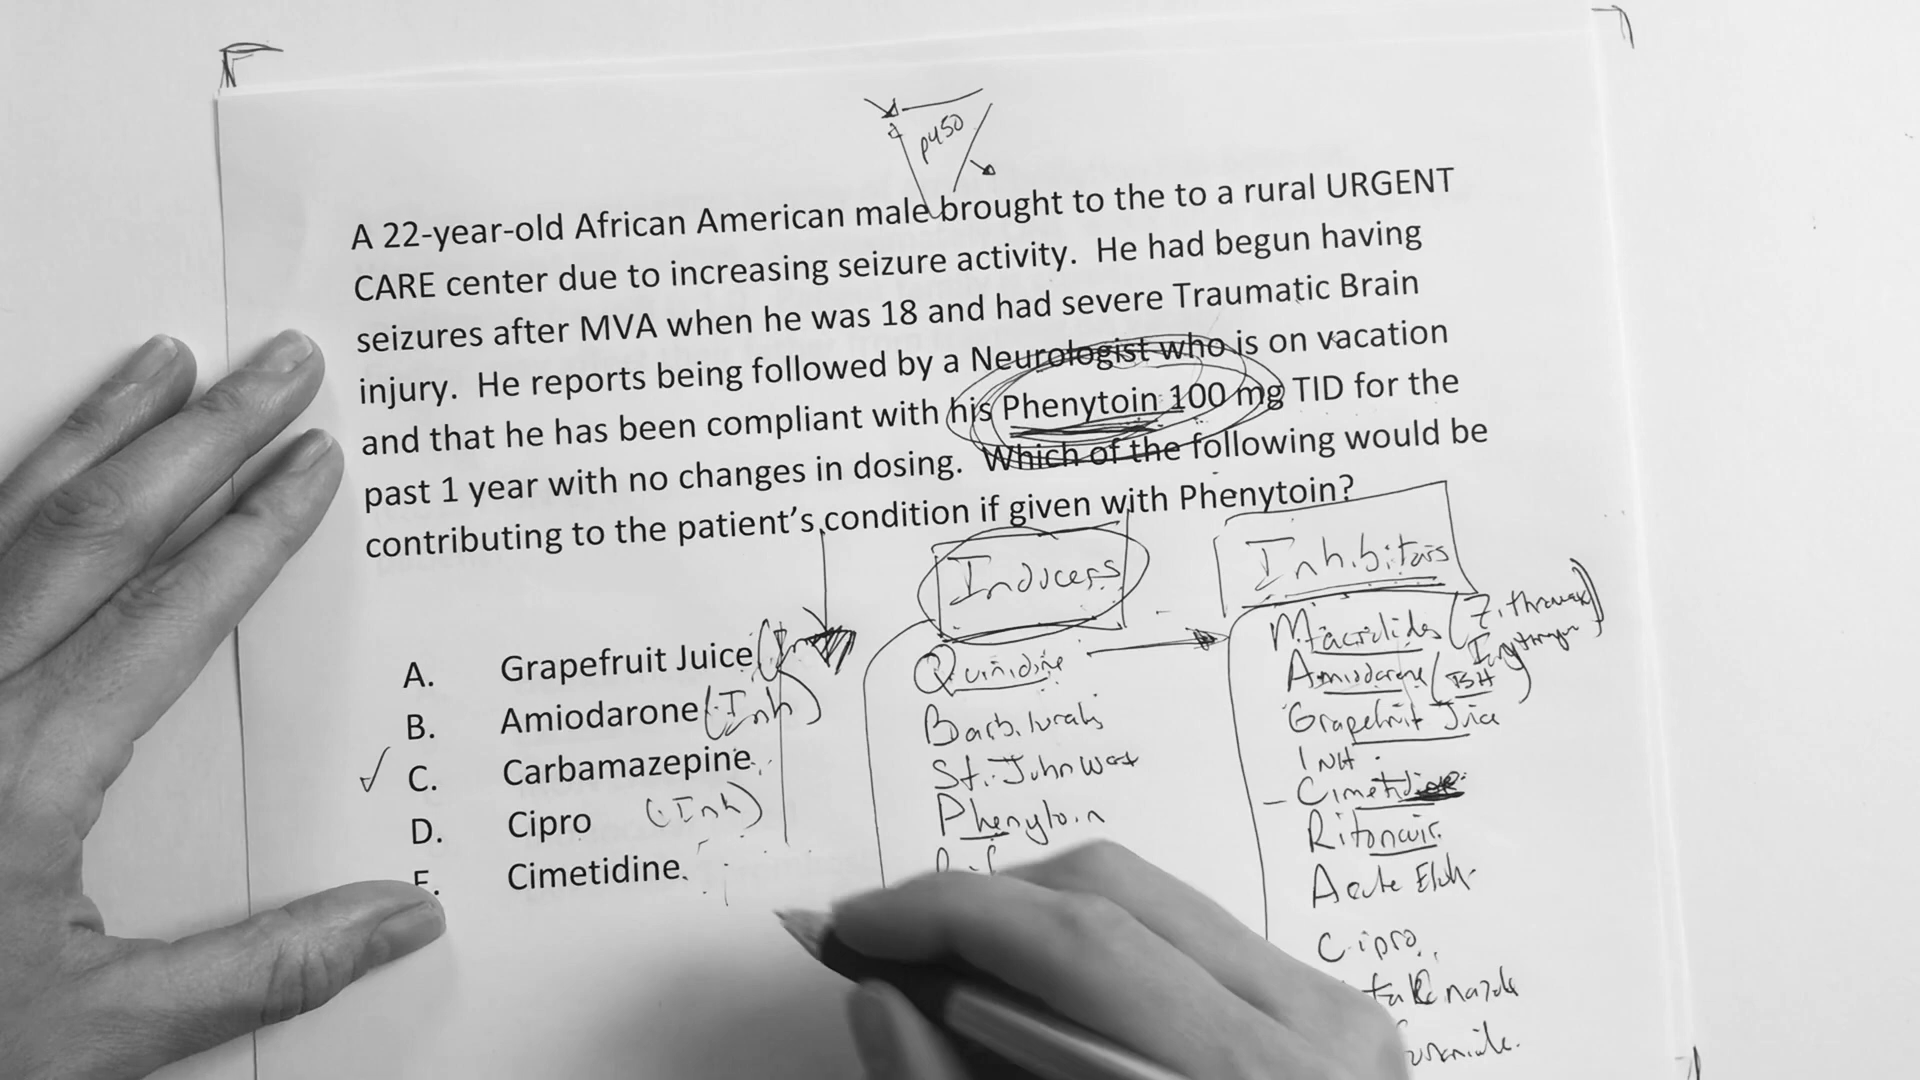 p450
A 22-year-old African American male brought to the to a rural URGENT
CARE center due to increasing seizure activity. He had begun having
seizures after MVA when he was 18 and had severe Traumatic Brain
injury. He reports being followed by a Neurologist who is on vacation
and that he has been compliant with his Phenytoin 100 mg TID for the
past 1 year with no changes in dosing. Which of the following would be
contributing to the patient's condition if given with Phenytoin?
A. Grapefruit Juice
B. Amiodarone (Inh)
C. Carbamazepine
D. Cipro (Inh)
E. Cimetidine
Inducers
Quinidine
Barbiturats
St. John Wort
Phenytoin
Inhibitors
Macrolides
Amiodarone
Grapefruit Juice
INH
Cimetidine
Ritonavir
Acute
Cipro